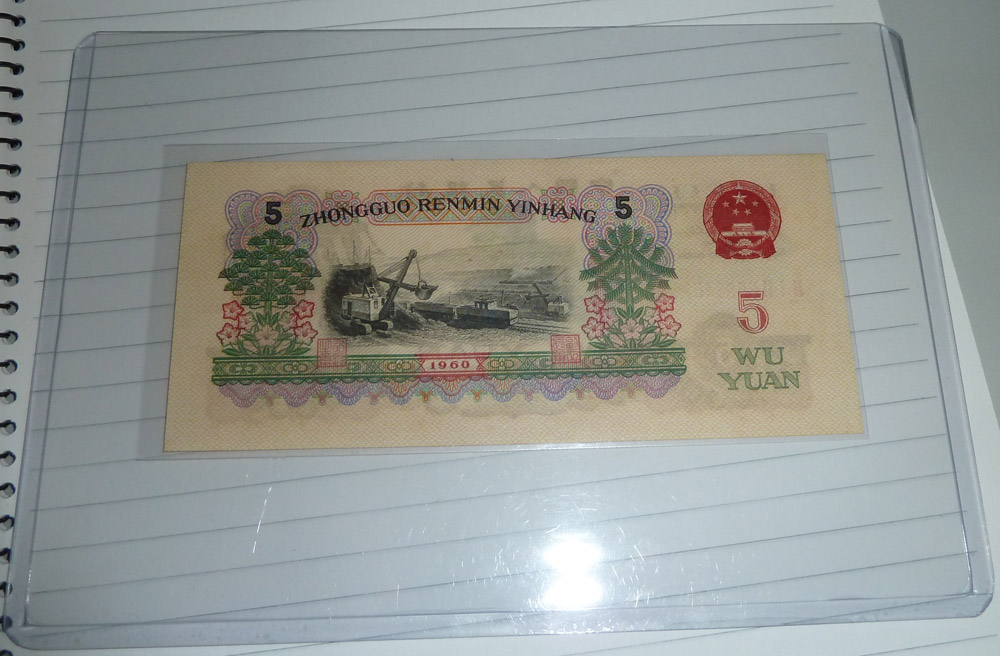 5 ZHONGGUO RENMIN YINHANG 5
5
1960
WU
YUAN